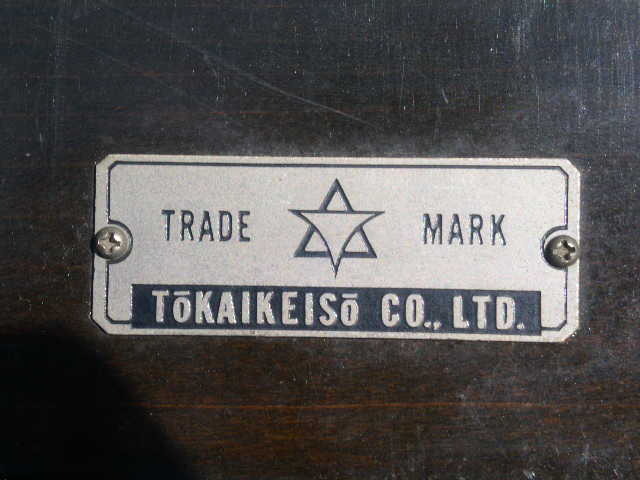 TRADE MARK
TōKAIKEISō CO., LTD.